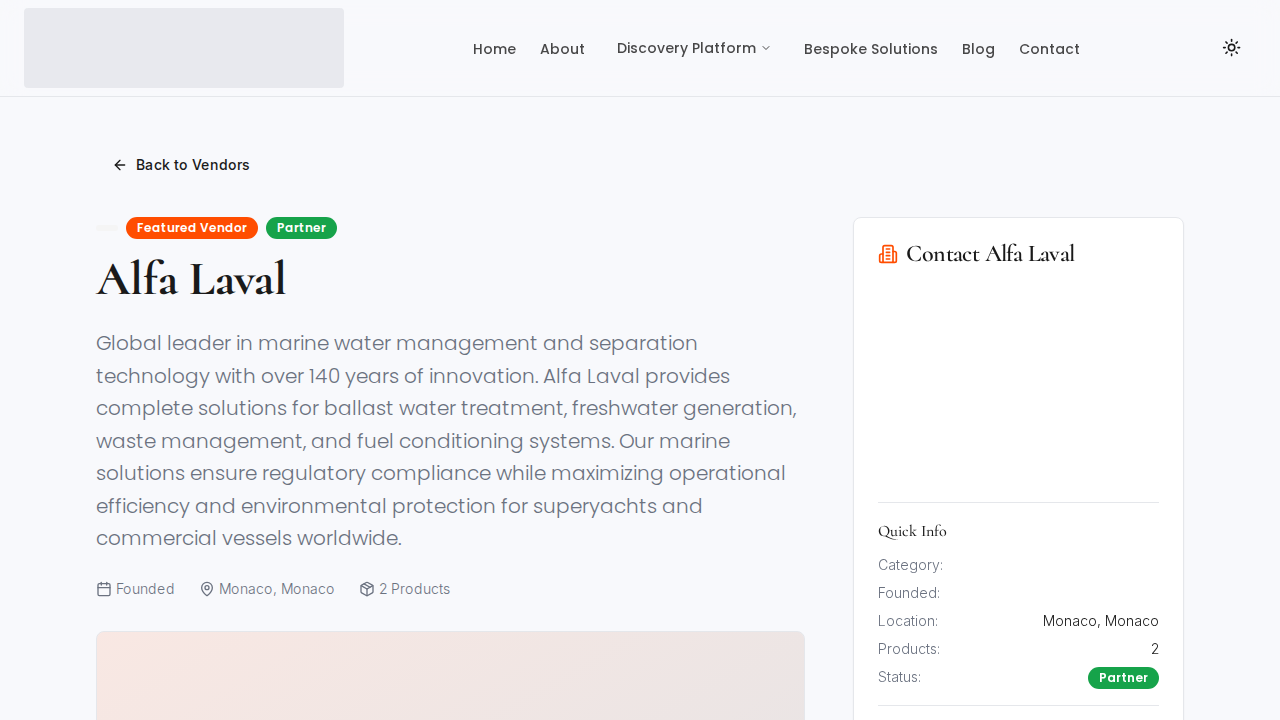 Home
About
Discovery Platform
Bespoke Solutions
Blog
Contact
Back to Vendors
Featured Vendor
Partner
Alfa Laval
Global leader in marine water management and separation
technology with over 140 years of innovation. Alfa Laval provides
complete solutions for ballast water treatment, freshwater generation,
waste management, and fuel conditioning systems. Our marine
solutions ensure regulatory compliance while maximizing operational
efficiency and environmental protection for superyachts and
commercial vessels worldwide.
Founded
Monaco, Monaco
2 Products
Contact Alfa Laval
Quick Info
Category:
Founded:
Location: Monaco, Monaco
Products: 2
Status: Partner